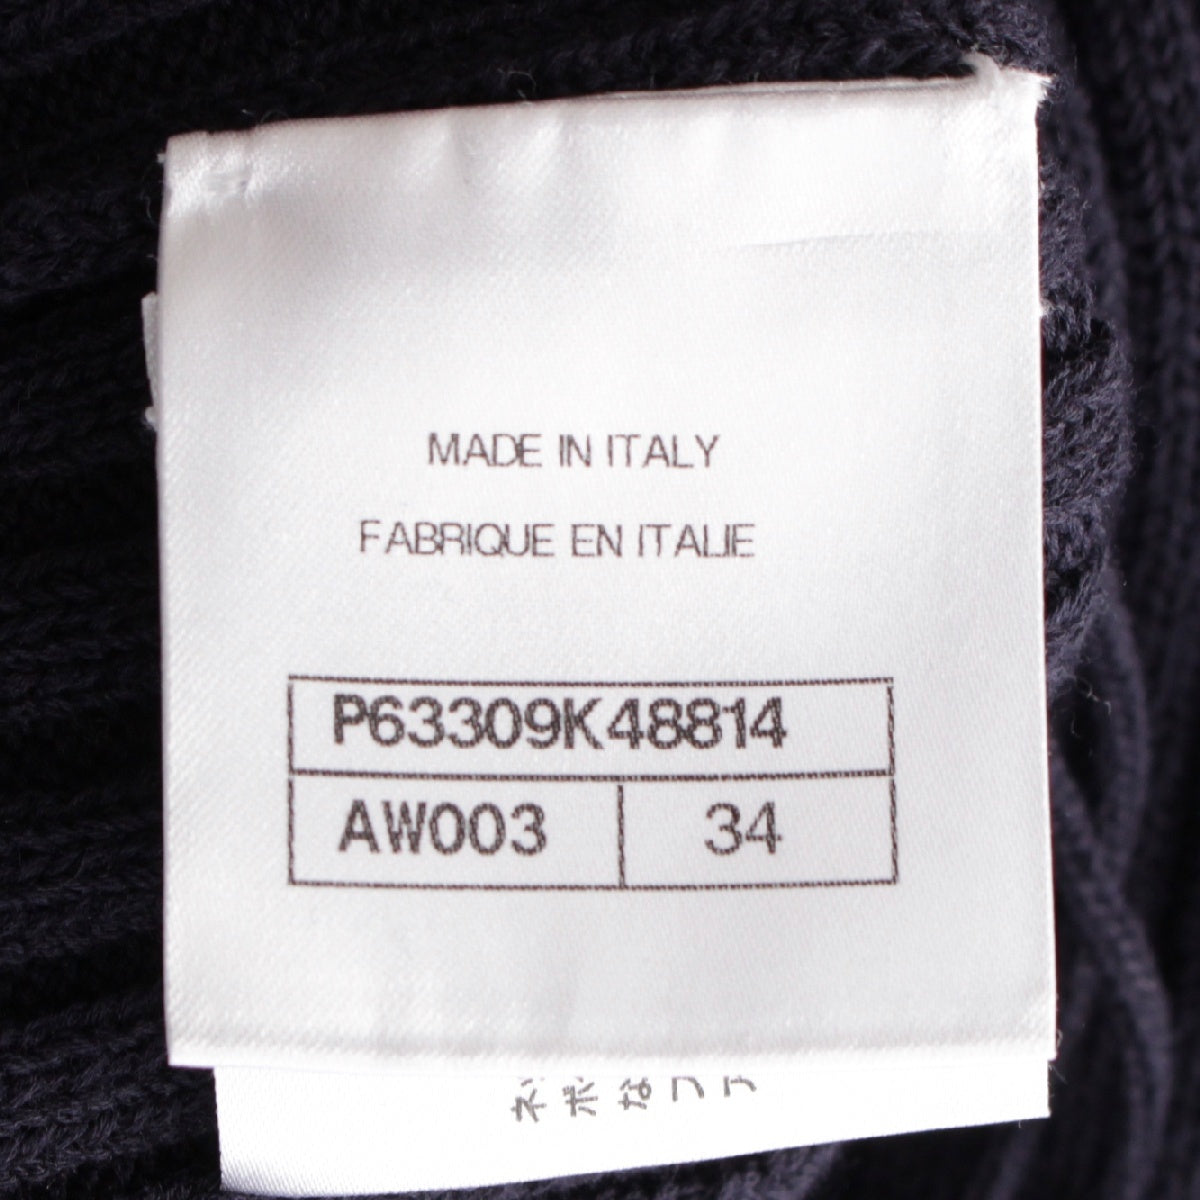 MADE IN ITALY
FABRIQUE EN ITALIE
P63309K48814
AW003 34